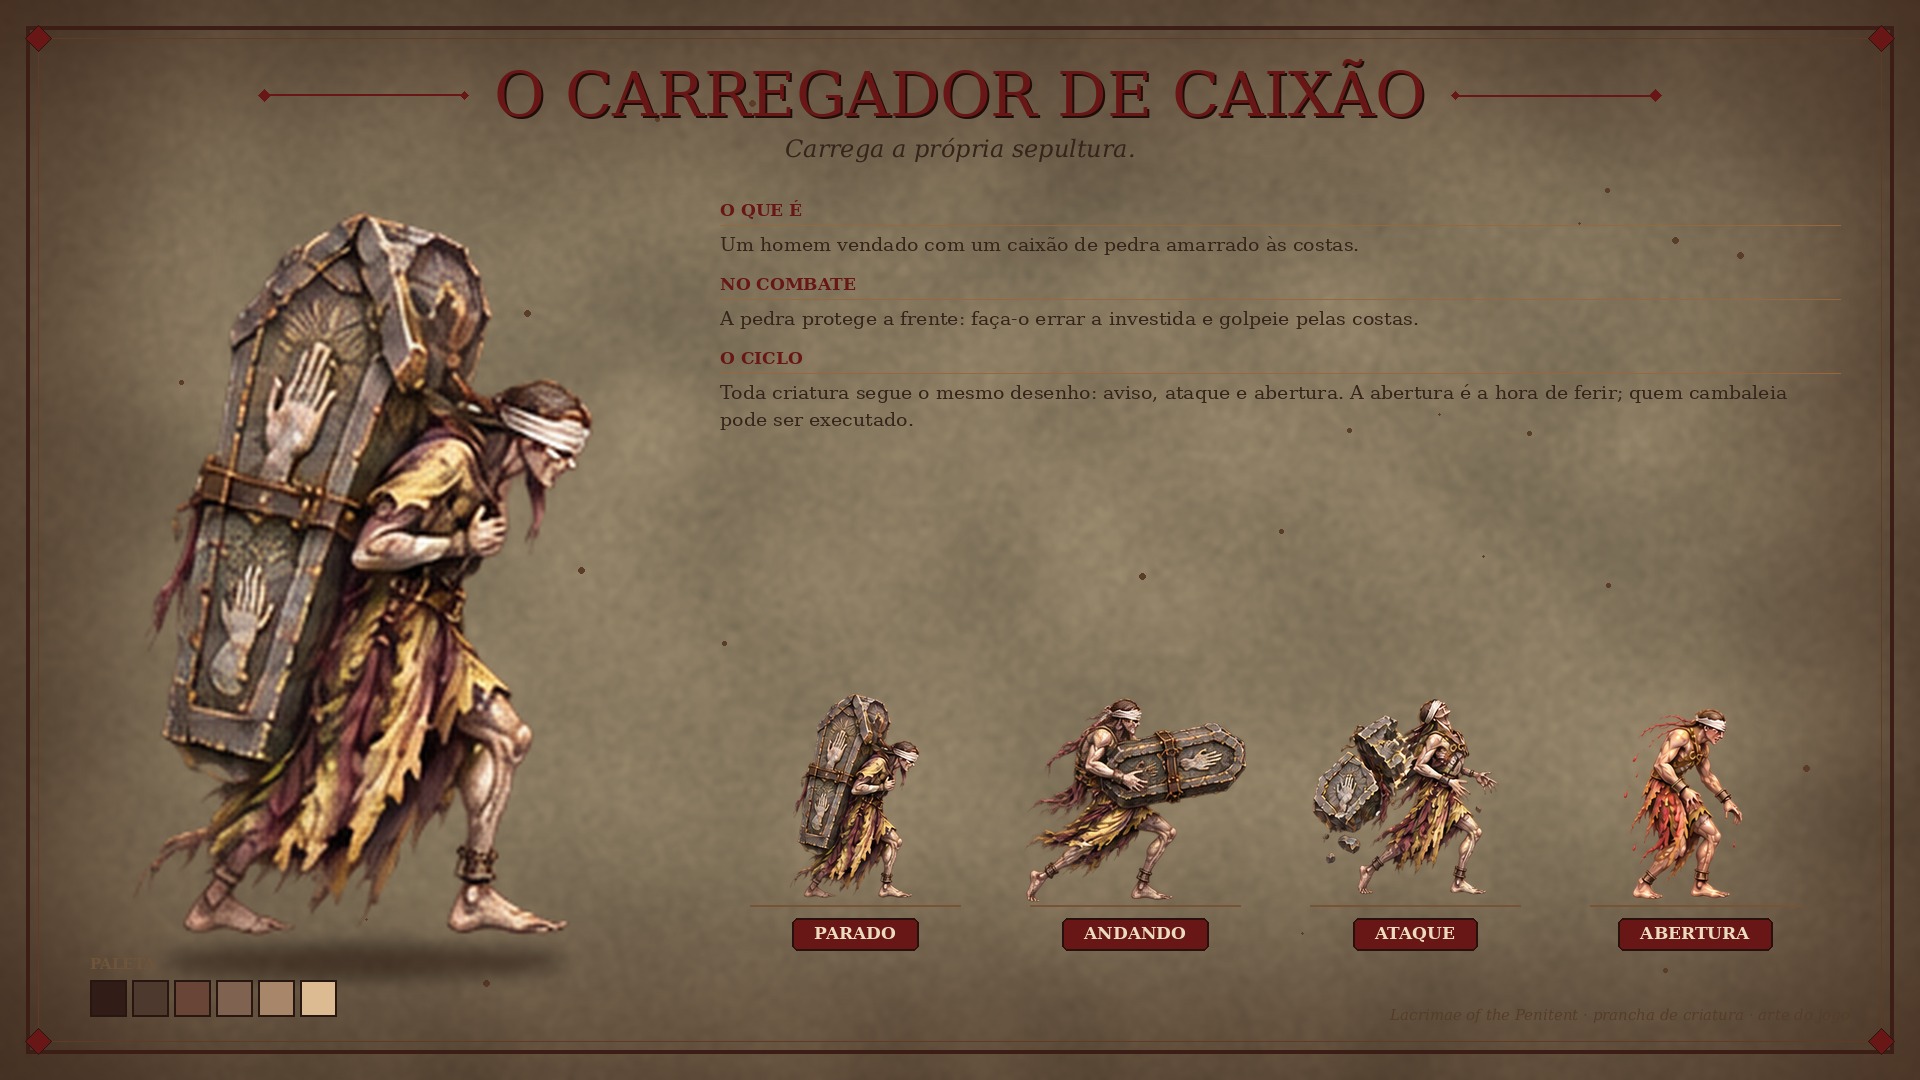 O CARREGADOR DE CAIXÃO
Carrega a própria sepultura.
O QUE É
Um homem vendado com um caixão de pedra amarrado às costas.
NO COMBATE
A pedra protege a frente: faça-o errar a investida e golpeie pelas costas.
O CICLO
Toda criatura segue o mesmo desenho: aviso, ataque e abertura. A abertura é a hora de ferir; quem cambaleia
pode ser executado.
PARADO
ANDANDO
ATAQUE
ABERTURA
Lacrimae of the Penitent · prancha de criatura · arte do jogo